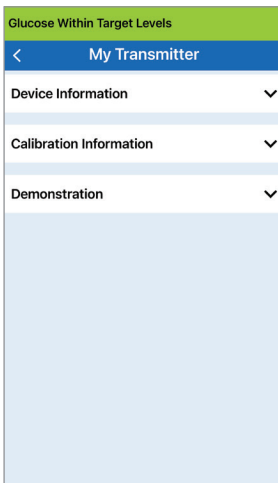 Glucose Within Target Levels
My Transmitter
Device Information
Calibration Information
Demonstration